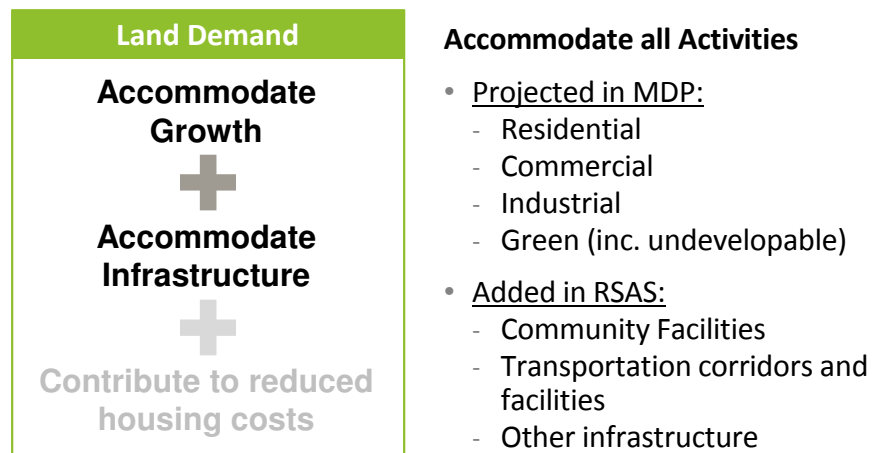 Land Demand
Accommodate
Growth
Accommodate
Infrastructure
Contribute to reduced
housing costs
Accommodate all Activities
• Projected in MDP:
- Residential
- Commercial
- Industrial
- Green (inc. undevelopable)
• Added in RSAS:
- Community Facilities
- Transportation corridors and
facilities
- Other infrastructure